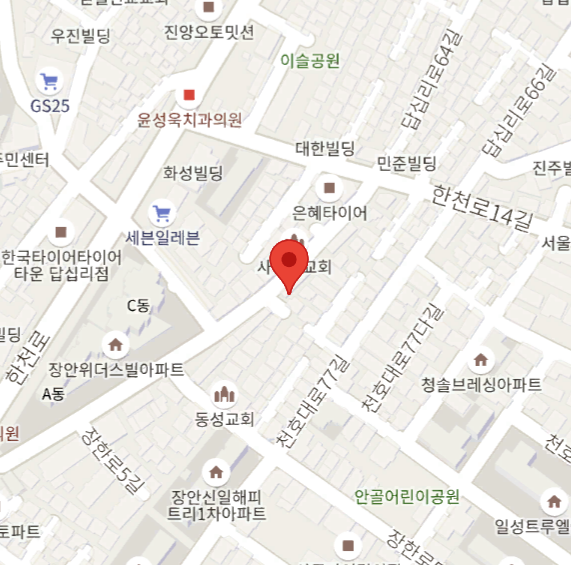 우진빌딩
진양오토밋션
이슬공원
답십리로64길
답십리로66길
GS25
윤성욱치과의원
대한빌딩
민준빌딩
화성빌딩
한천로14길
은혜타이어
세븐일레븐
서울
한국타이어타이어
타운 답십리점
교회
C동
한천로
장안위더스빌아파트
A동
천호대로77길
천호대로77다길
청솔브레싱아파트
동성교회
장한로5길
장안신일해피
트리1차아파트
안골어린이공원
일성트루엘